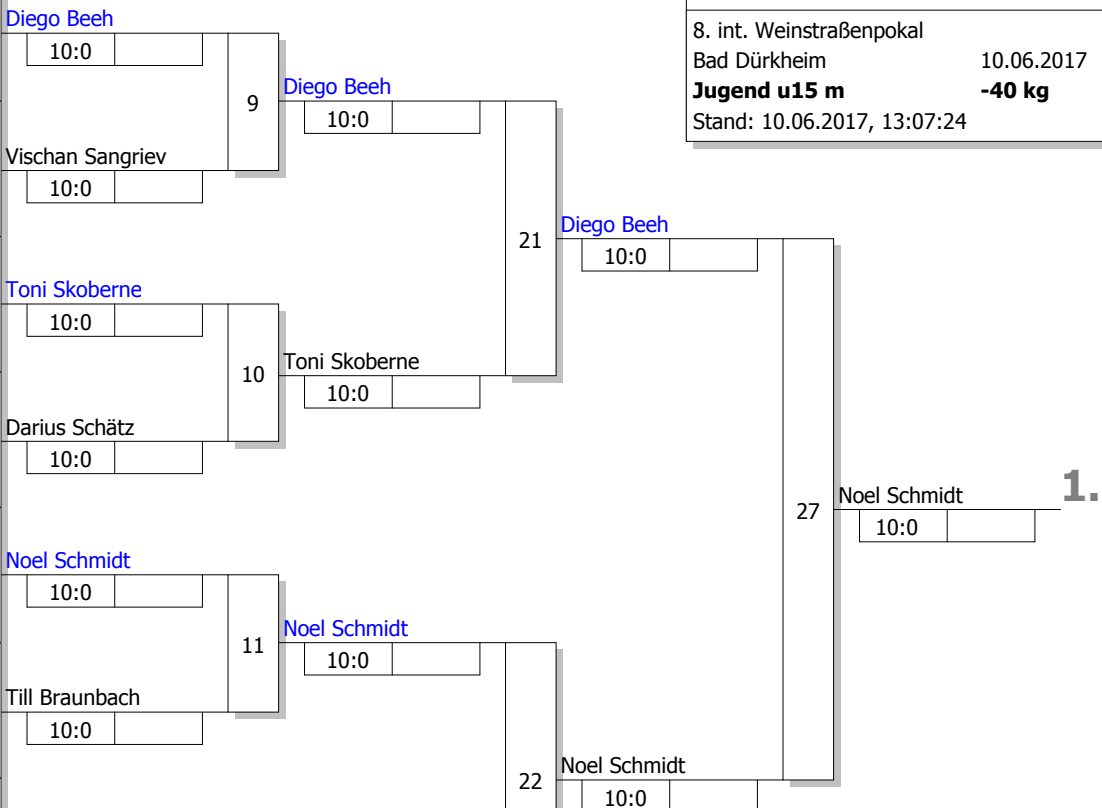 8. int. Weinstraßenpokal
Bad Dürkheim 10.06.2017
Jugend u15 m -40 kg
Stand: 10.06.2017, 13:07:24
Diego Beeh
10:0
9
Diego Beeh
10:0
Vischan Sangriev
10:0
21
Diego Beeh
10:0
Toni Skoberne
10:0
10
Toni Skoberne
10:0
Darius Schätz
10:0
27
Noel Schmidt
1.
10:0
Noel Schmidt
10:0
11
Noel Schmidt
10:0
Till Braunbach
10:0
22
Noel Schmidt
10:0